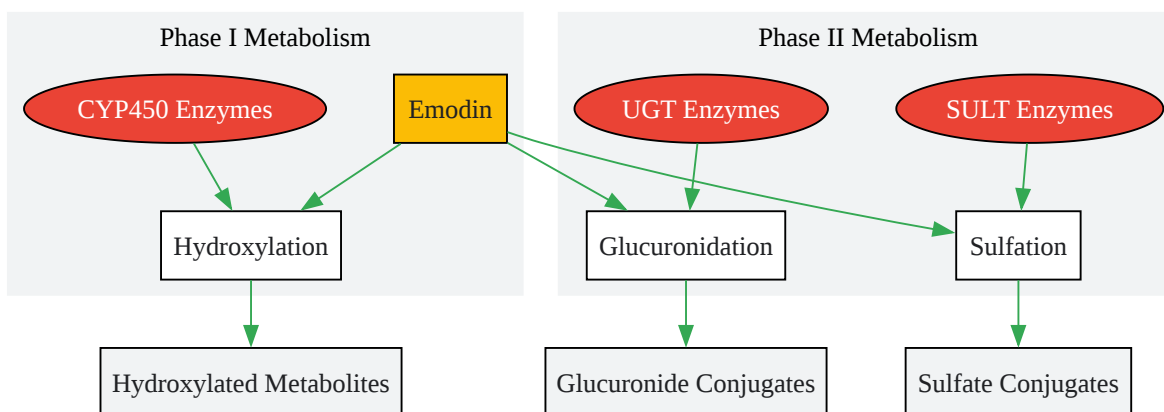 Phase I Metabolism
Phase II Metabolism
CYP450 Enzymes
Emodin
UGT Enzymes
SULT Enzymes
Hydroxylation
Glucuronidation
Sulfation
Hydroxylated Metabolites
Glucuronide Conjugates
Sulfate Conjugates